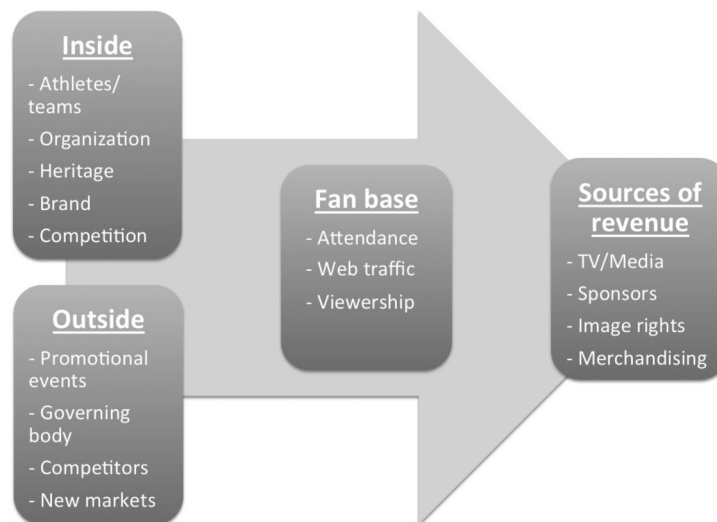 Inside
- Athletes/
teams
- Organization
- Heritage
- Brand
- Competition
Outside
- Promotional
events
- Governing
body
- Competitors
- New markets
Fan base
- Attendance
- Web traffic
- Viewership
Sources of
revenue
- TV/Media
- Sponsors
- Image rights
- Merchandising